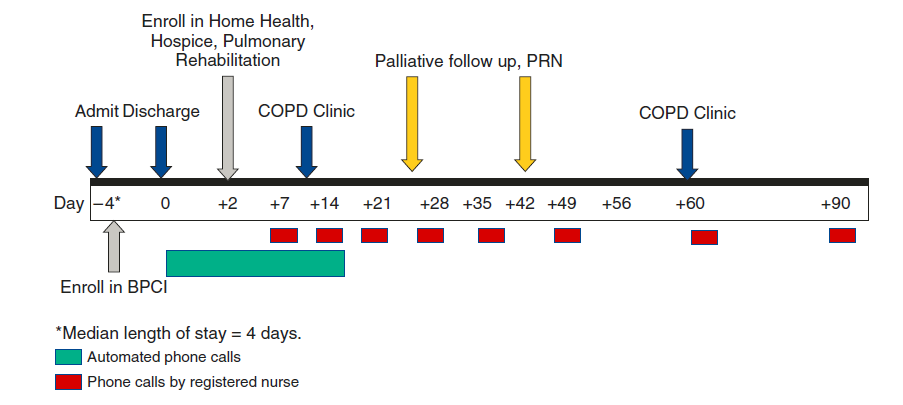 Enroll in Home Health,
Hospice, Pulmonary
Rehabilitation
Palliative follow up, PRN
Admit Discharge
COPD Clinic
COPD Clinic
Day −4* 0 +2 +7 +14 +21 +28 +35 +42 +49 +56 +60 +90
Enroll in BPCI
*Median length of stay = 4 days.
Automated phone calls
Phone calls by registered nurse